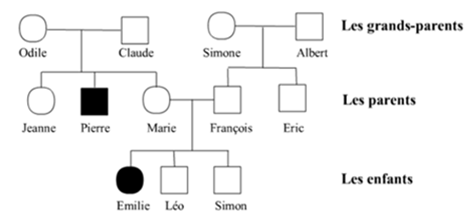 Les grands-parents
Odile Claude Simone Albert
Les parents
Jeanne Pierre Marie François Eric
Les enfants
Emilie Léo Simon